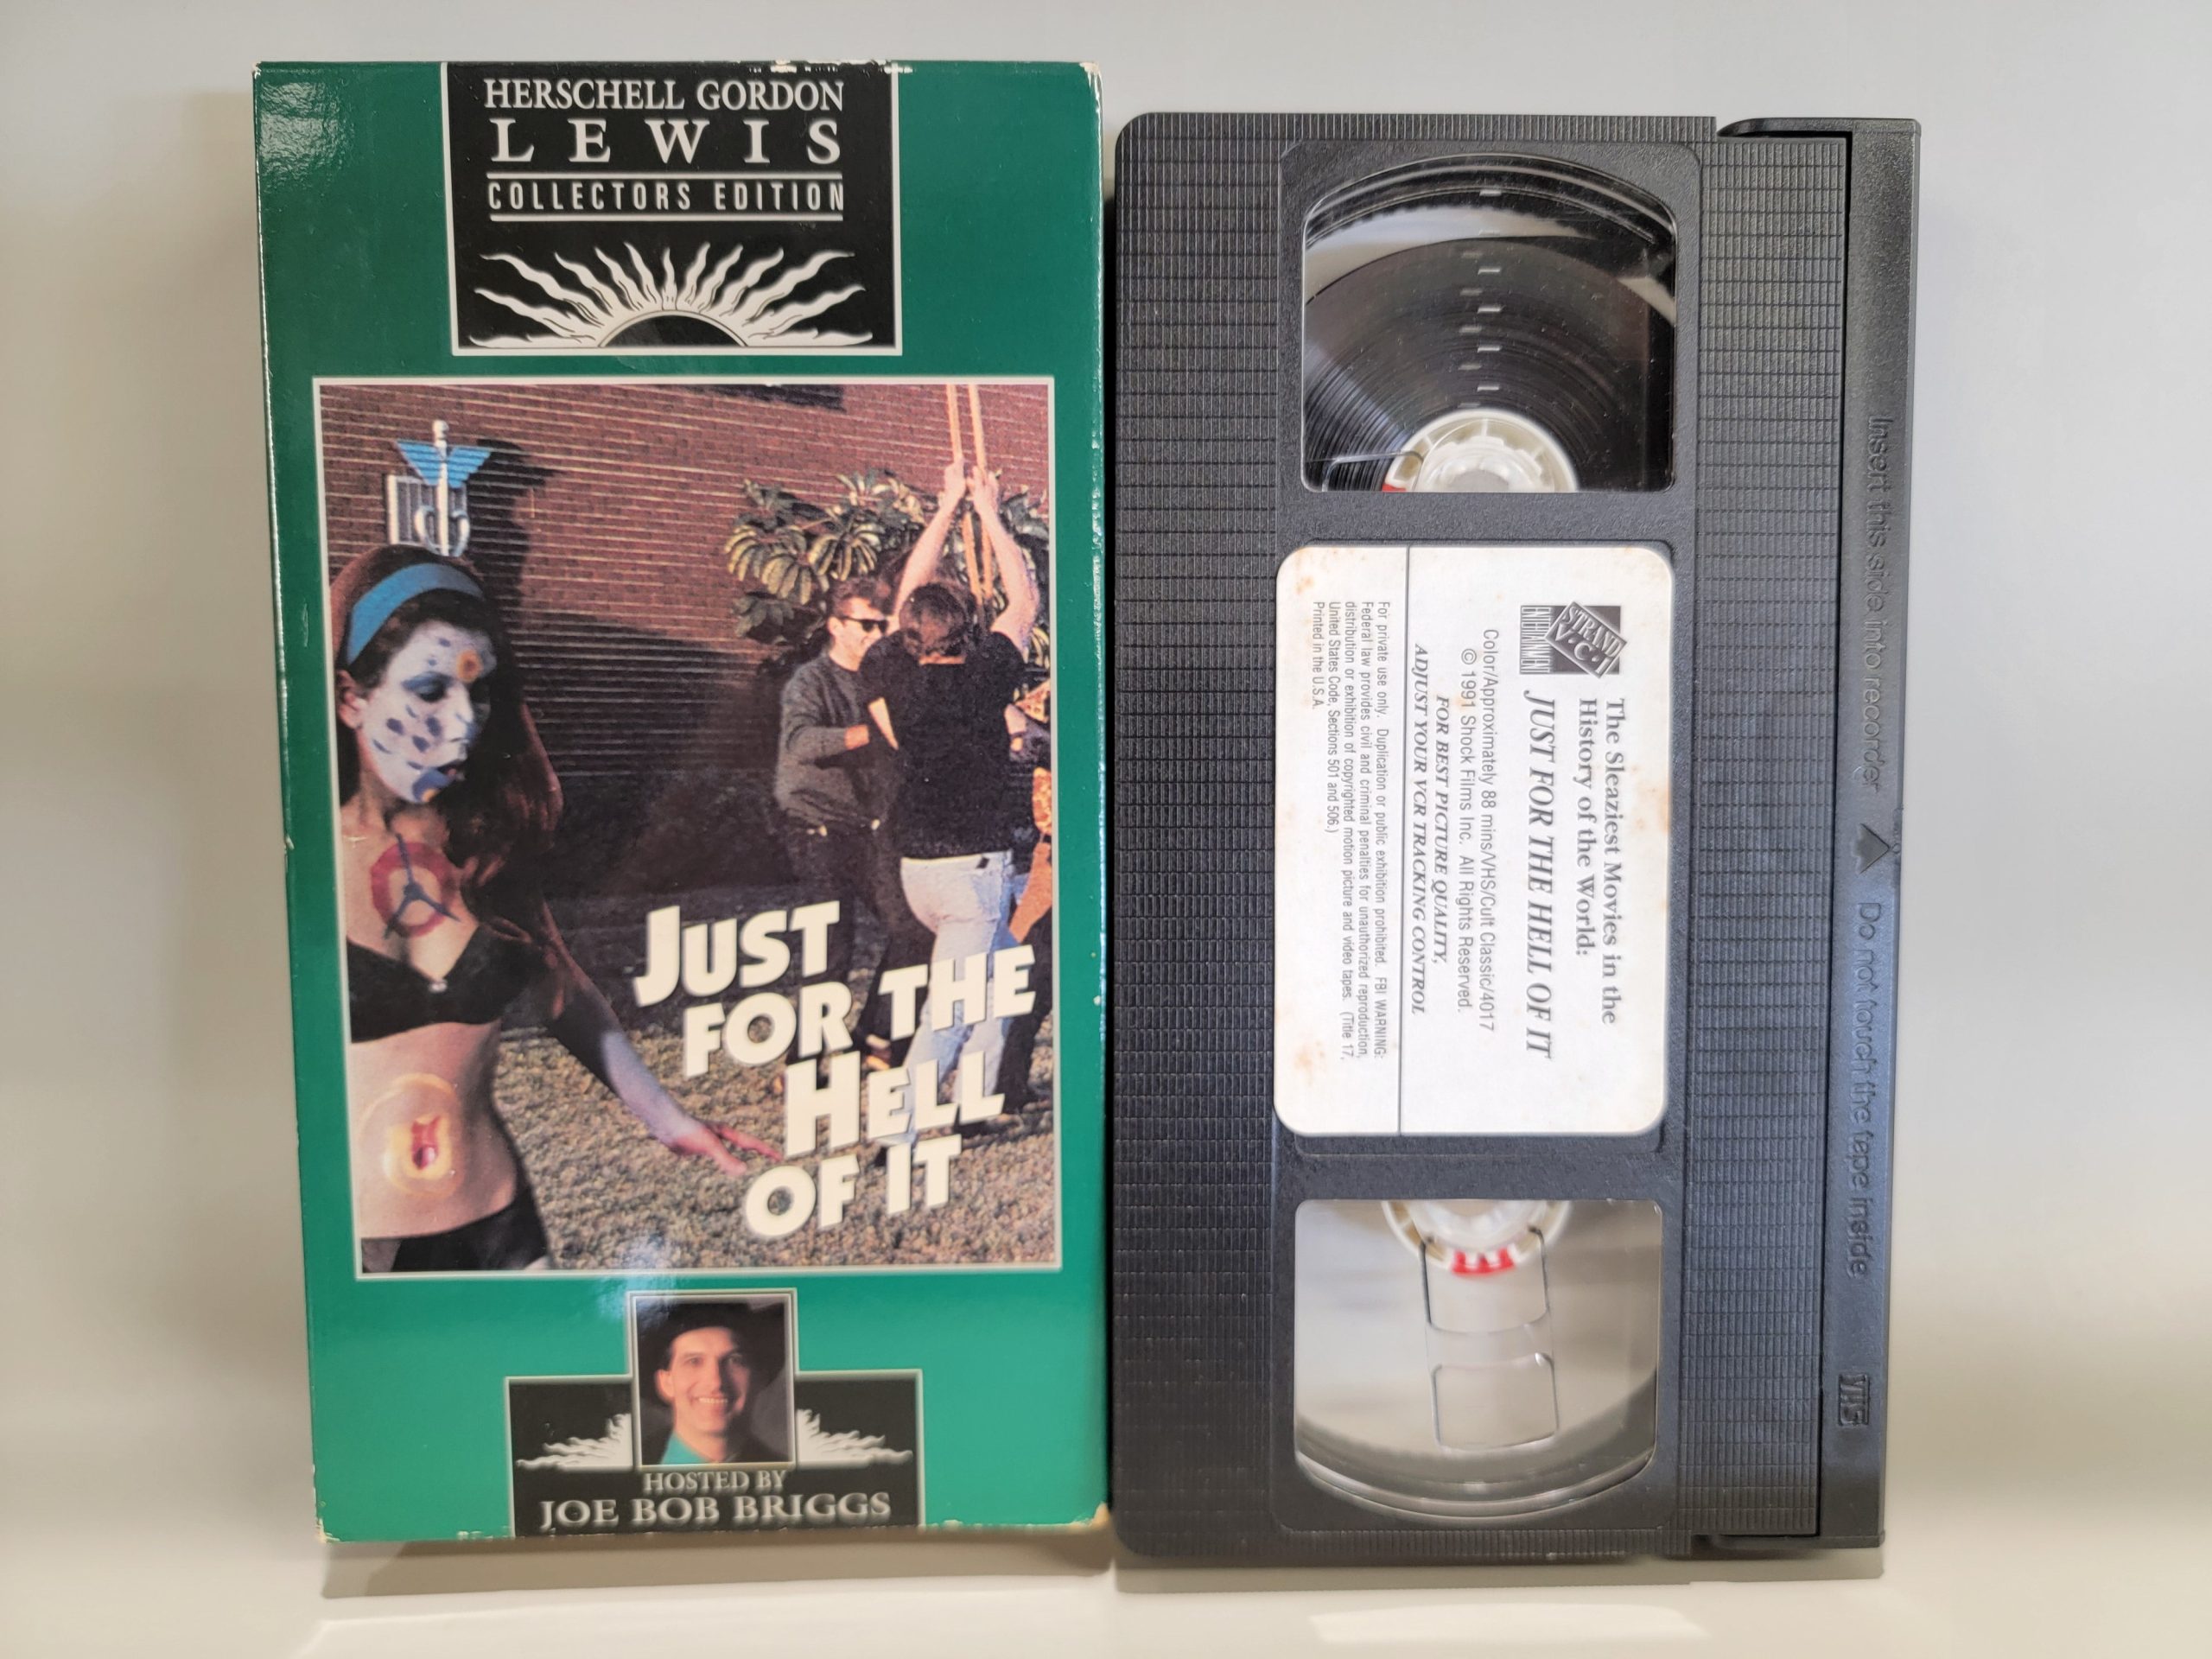 HERSCHELL GORDON
LEWIS
COLLECTORS EDITION
JUST
FOR THE
HELL
OF IT
HOSTED BY
JOE BOB BRIGGS
STRAND
V·C·I
ENTERTAINMENT
The Sleaziest Movies in the
History of the World:
JUST FOR THE HELL OF IT
Color/Approximately 88 mins/VHS/Cult Classic/4017
© 1991 Shock Films Inc. All Rights Reserved.
FOR BEST PICTURE QUALITY,
ADJUST YOUR VCR TRACKING CONTROL
For private use only. Duplication or public exhibition prohibited. FBI WARNING:
Federal law provides civil and criminal penalties for unauthorized reproduction,
distribution or exhibition of copyrighted motion picture and video tapes. (Title 17,
United States Code, Sections 501 and 506.)
Printed in the U.S.A.
Insert this side into recorder ▲ Do not touch the tape inside
VHS